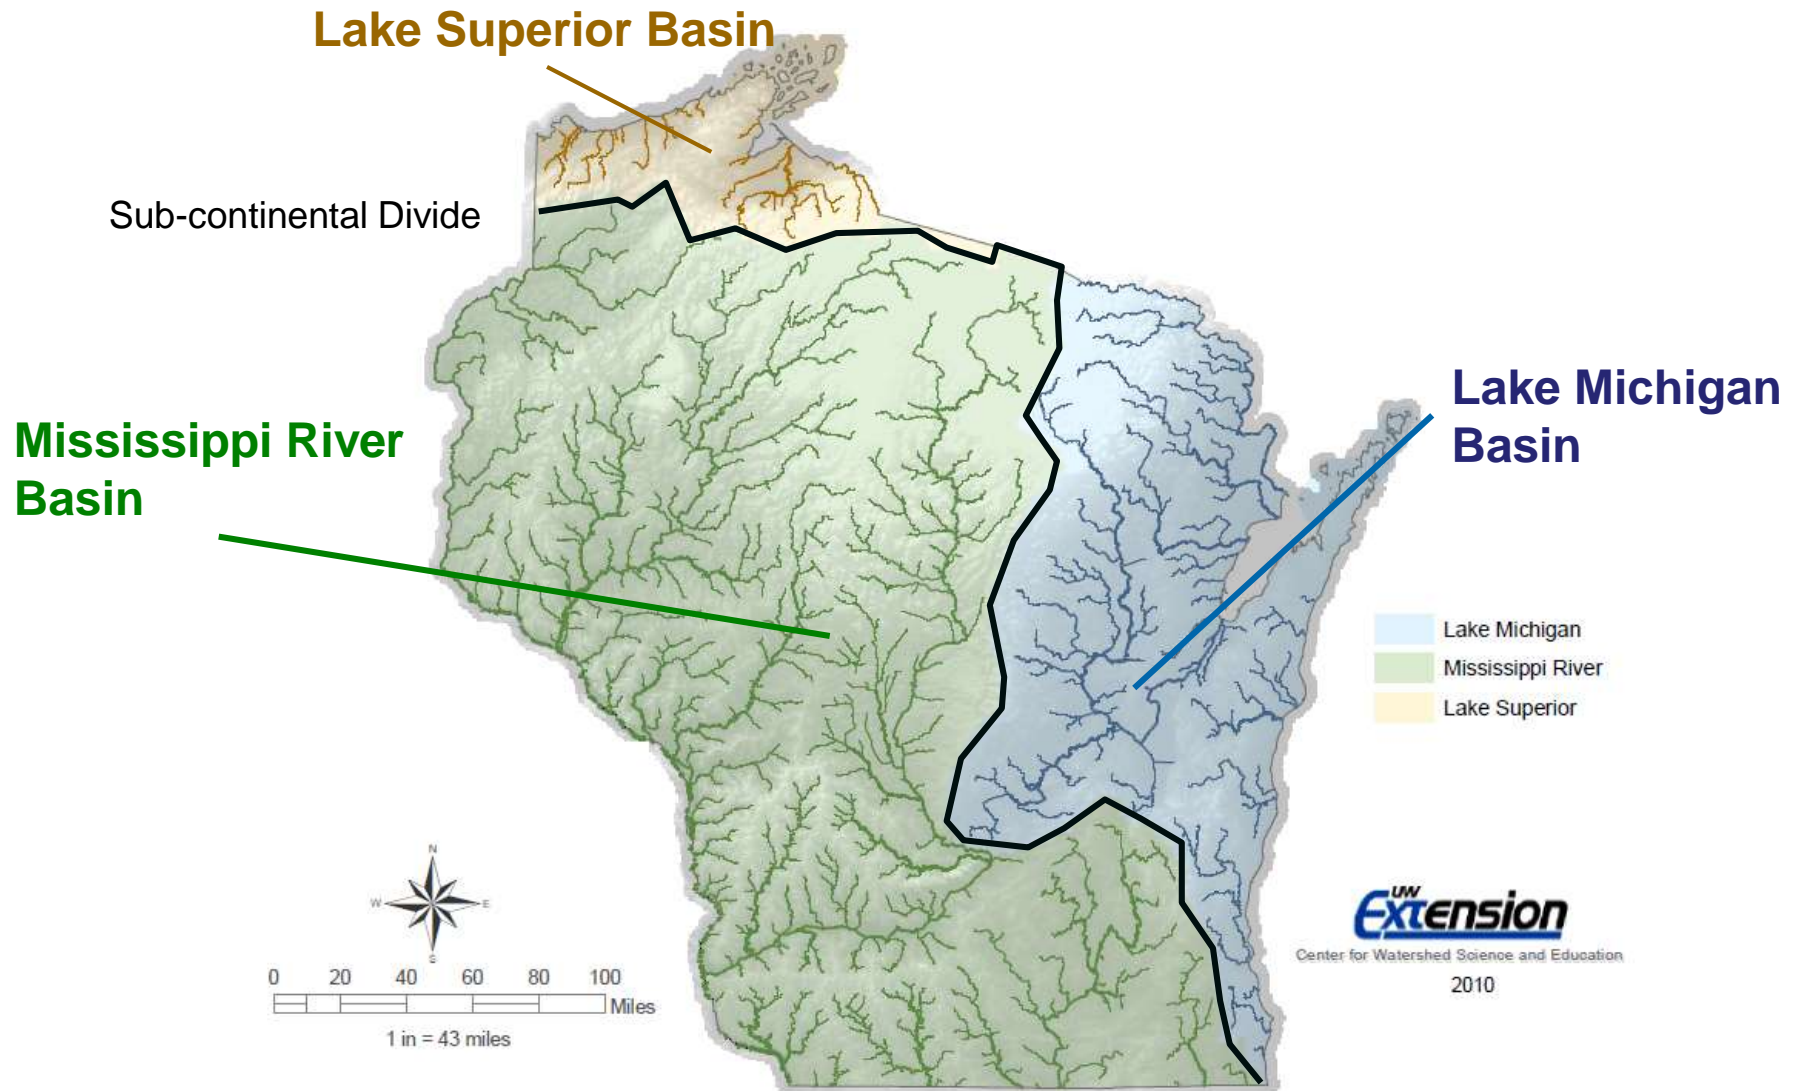 Lake Superior Basin
Sub-continental Divide
Mississippi River
Basin
Lake Michigan
Basin
Lake Michigan
Mississippi River
Lake Superior
N
W
E
S
0 20 40 60 80 100
Miles
1 in = 43 miles
UW
Extension
Center for Watershed Science and Education
2010